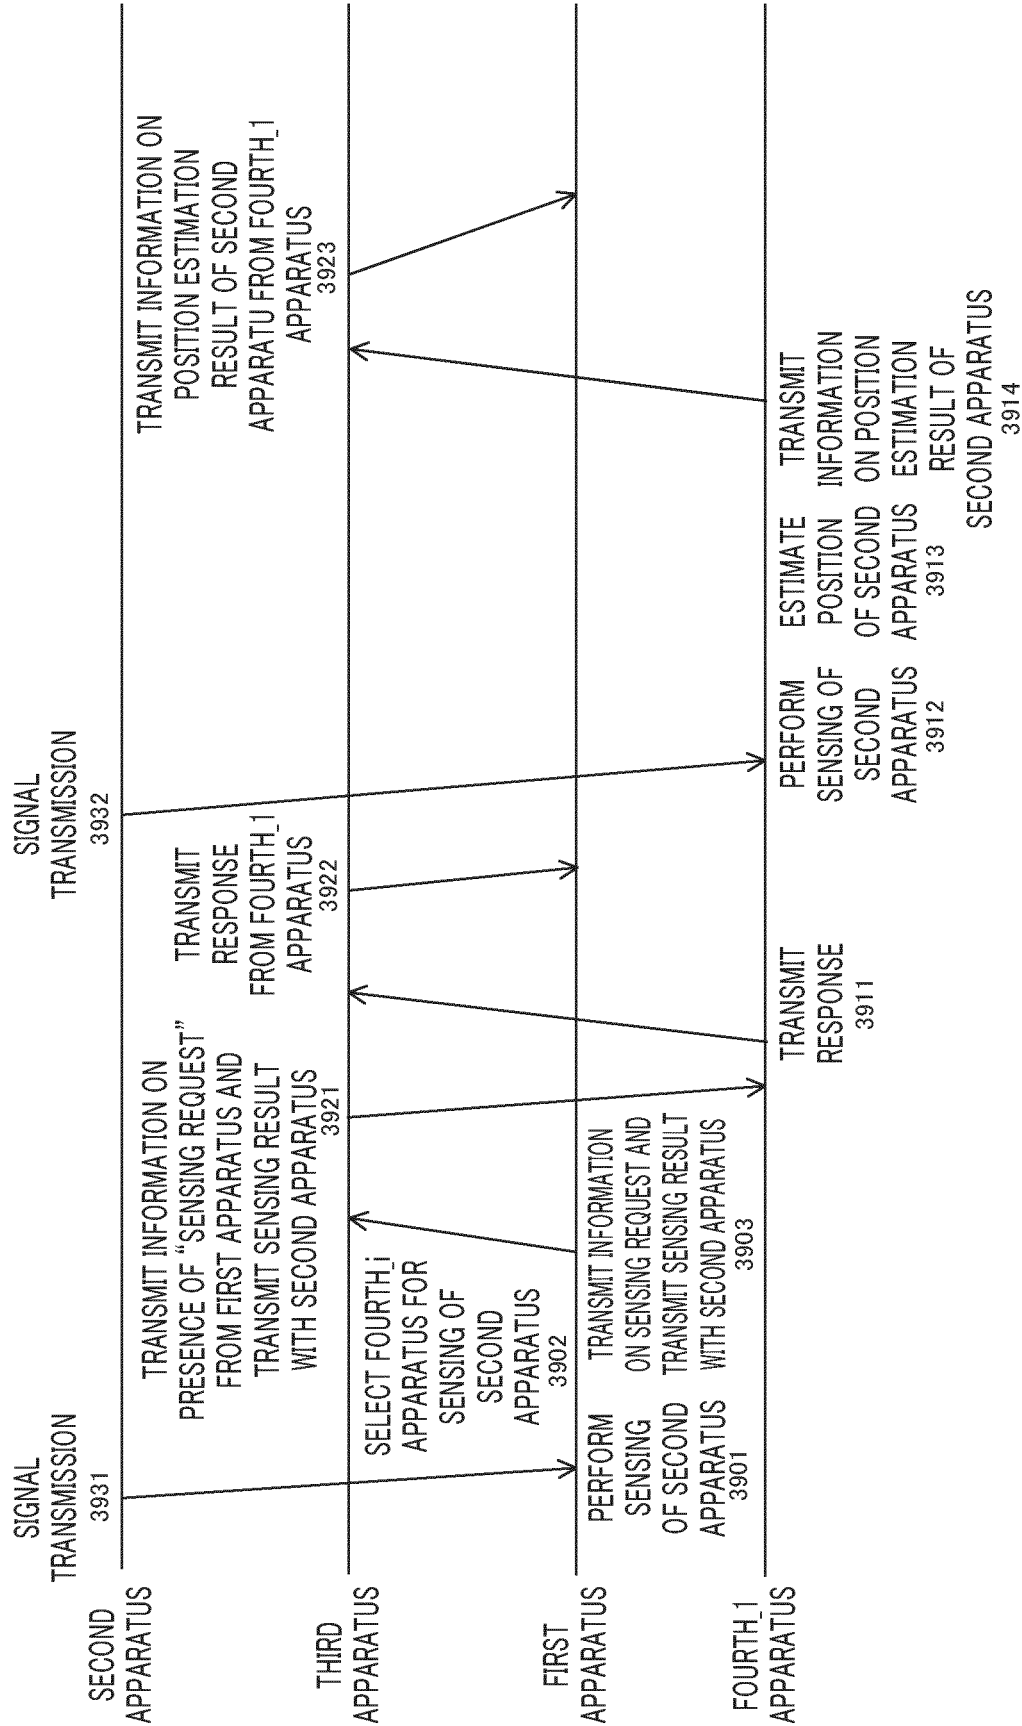 SIGNAL
TRANSMISSION
3931
SIGNAL
TRANSMISSION
3932
SECOND
APPARATUS
TRANSMIT INFORMATION ON
PRESENCE OF “SENSING REQUEST”
FROM FIRST APPARATUS AND
TRANSMIT SENSING RESULT
WITH SECOND APPARATUS
3921
TRANSMIT
RESPONSE
FROM FOURTH_1
APPARATUS
3922
TRANSMIT INFORMATION ON
POSITION ESTIMATION
RESULT OF SECOND
APPARATU FROM FOURTH_1
APPARATUS
3923
THIRD
APPARATUS
SELECT FOURTH_i
APPARATUS FOR
SENSING OF
SECOND
APPARATUS
3902
FIRST
APPARATUS
PERFORM
SENSING
OF SECOND
APPARATUS
3901
TRANSMIT INFORMATION
ON SENSING REQUEST AND
TRANSMIT SENSING RESULT
WITH SECOND APPARATUS
3903
FOURTH_1
APPARATUS
TRANSMIT
RESPONSE
3911
PERFORM
SENSING OF
SECOND
APPARATUS
3912
ESTIMATE
POSITION
OF SECOND
APPARATUS
3913
TRANSMIT
INFORMATION
ON POSITION
ESTIMATION
RESULT OF
SECOND APPARATUS
3914